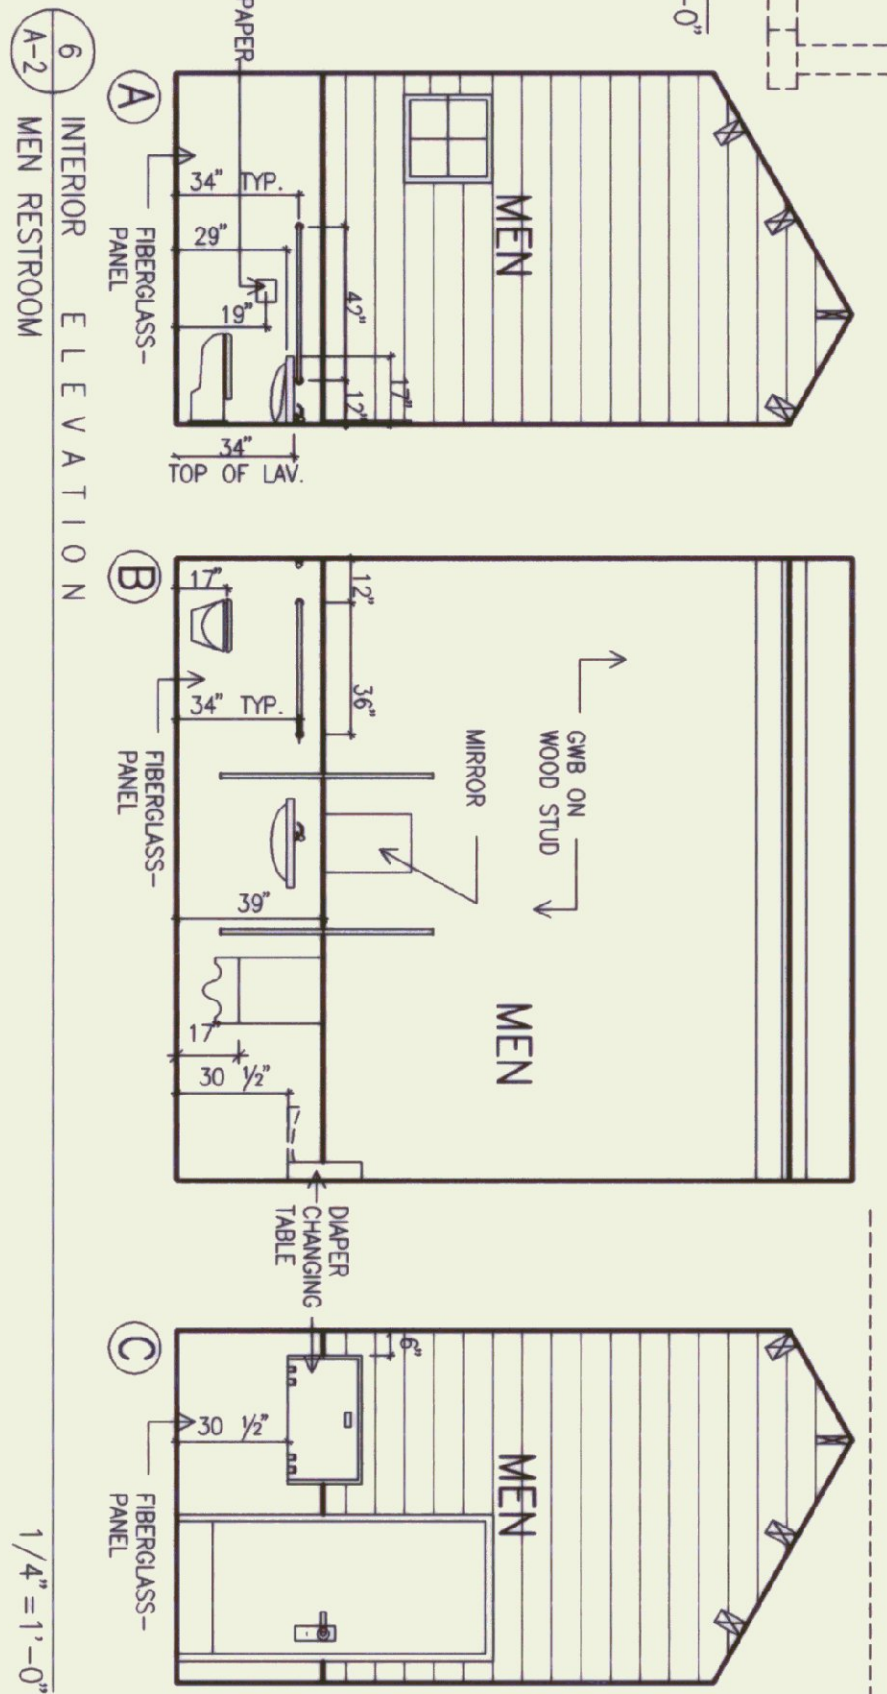 -0"
PAPER
A
MEN
34" TYP.
29"
19"
42"
17"
12"
34"
TOP OF LAV.
FIBERGLASS-
PANEL
B
17"
12"
36"
34" TYP.
GWB ON
WOOD STUD
MIRROR
FIBERGLASS-
PANEL
39"
MEN
17"
30 1/2"
DIAPER
CHANGING
TABLE
C
6"
30 1/2"
MEN
FIBERGLASS-
PANEL
6
A-2
INTERIOR ELEVATION
MEN RESTROOM
1/4"=1'-0"